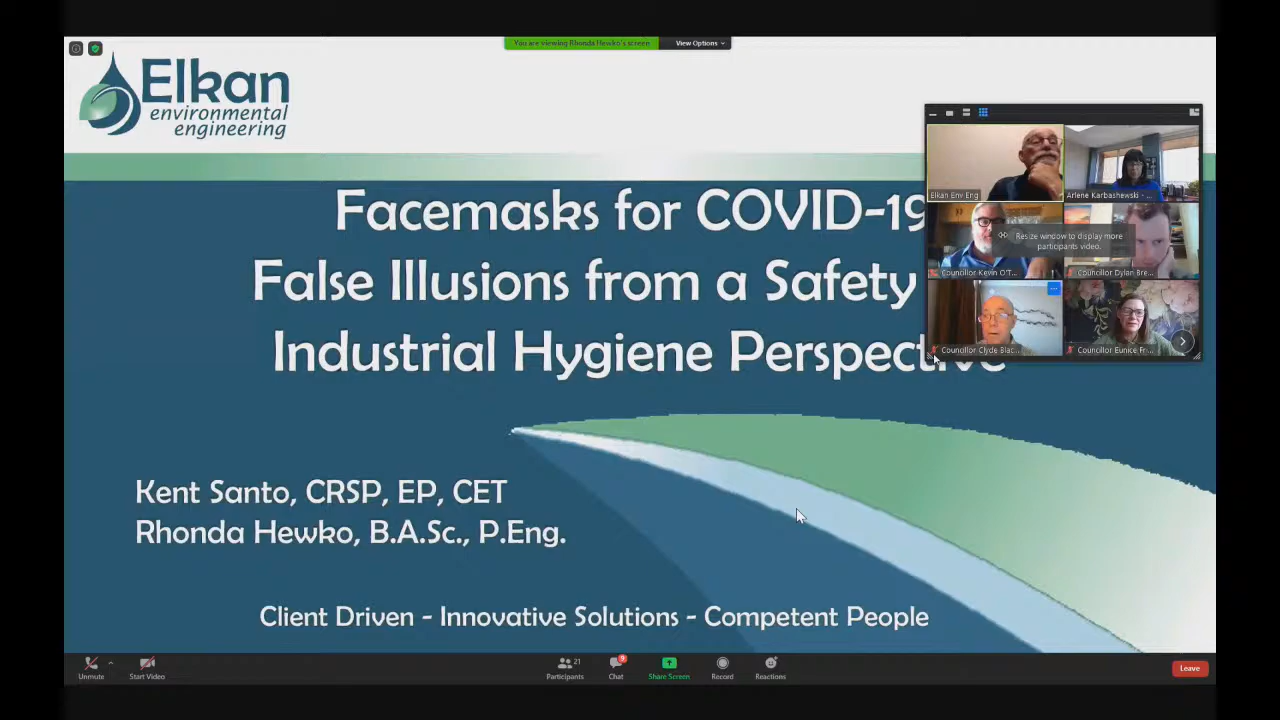 You are viewing Rhonda Hewko's screen
View Options
Elkan
environmental
engineering
Facemasks for COVID-19
False Illusions from a Safety
Industrial Hygiene Perspective
Kent Santo, CRSP, EP, CET
Rhonda Hewko, B.A.Sc., P.Eng.
Client Driven - Innovative Solutions - Competent People
Elkan Env Eng
Arlene Karbashewski - ...
Resize window to display more
participants video.
Councillor Kevin O'T...
Councillor Dylan Bre...
Councillor Clyde Blac...
Councillor Eunice Fr...
Unmute
Start Video
21
Participants
9
Chat
Share Screen
Record
Reactions
Leave